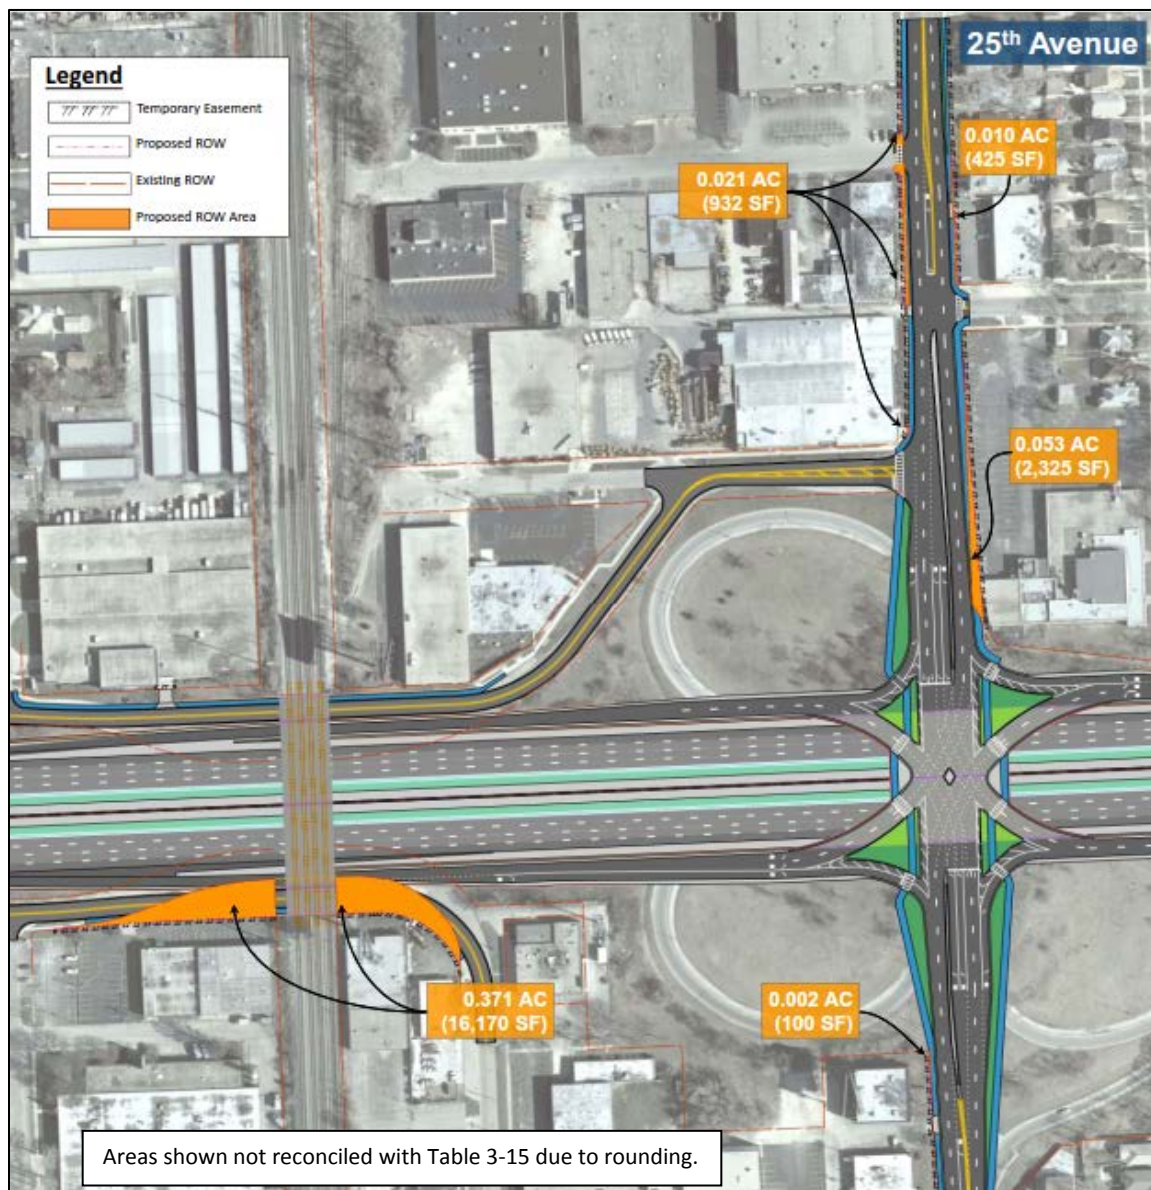 25th Avenue
Legend
Temporary Easement
Proposed ROW
Existing ROW
Proposed ROW Area
0.010 AC
(425 SF)
0.021 AC
(932 SF)
0.053 AC
(2,325 SF)
0.371 AC
(16,170 SF)
0.002 AC
(100 SF)
Areas shown not reconciled with Table 3-15 due to rounding.